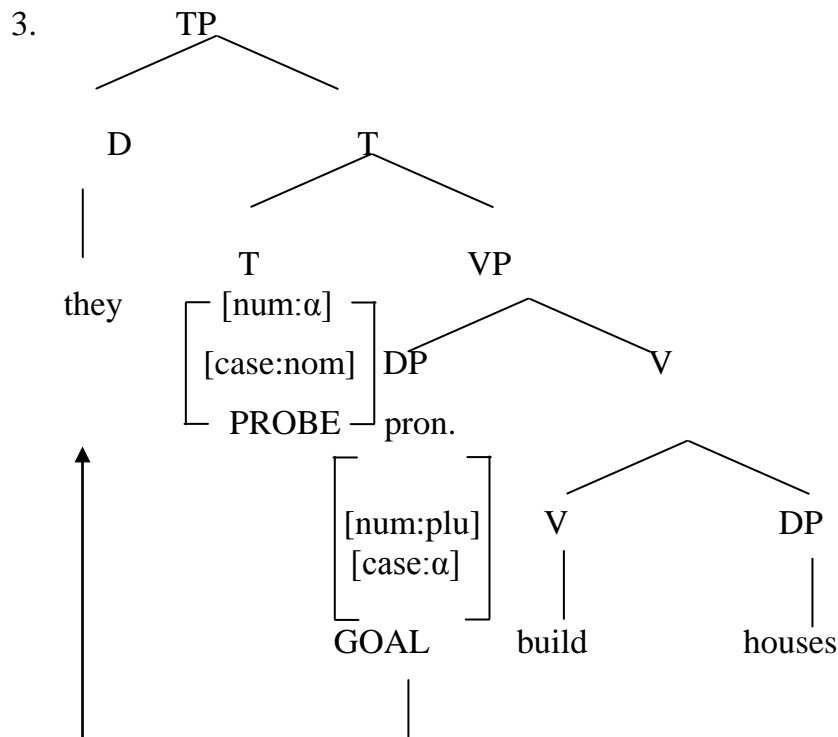 3. TP
D T
T VP
they [num:α]
[case:nom] DP V
PROBE pron.
[num:plu] V DP
[case:α]
GOAL build houses